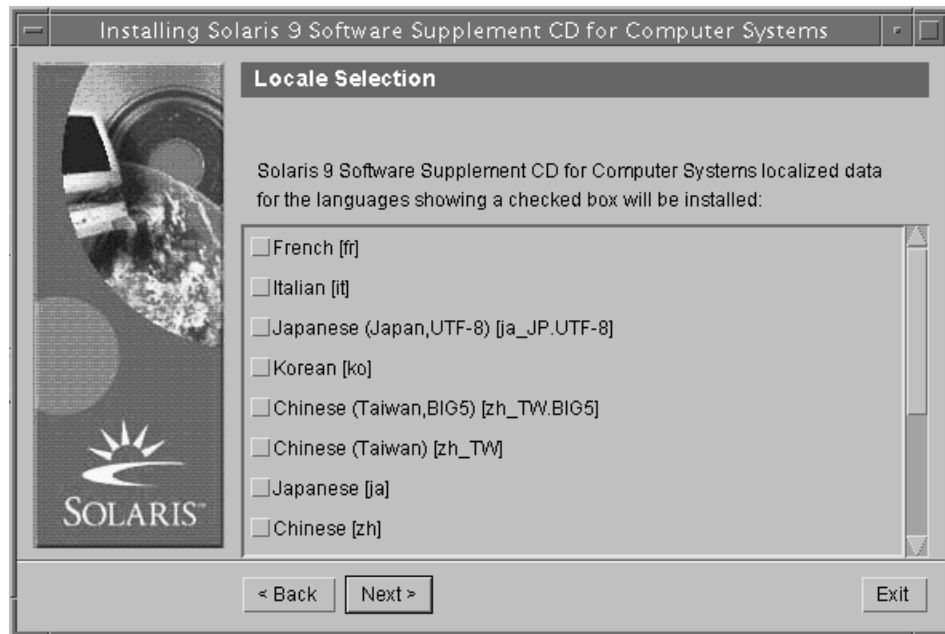 Installing Solaris 9 Software Supplement CD for Computer Systems
Locale Selection
Solaris 9 Software Supplement CD for Computer Systems localized data
for the languages showing a checked box will be installed:
French [fr]
Italian [it]
Japanese (Japan,UTF-8) [ja_JP.UTF-8]
Korean [ko]
Chinese (Taiwan,BIG5) [zh_TW.BIG5]
Chinese (Taiwan) [zh_TW]
Japanese [ja]
Chinese [zh]
SOLARIS™
< Back Next > Exit